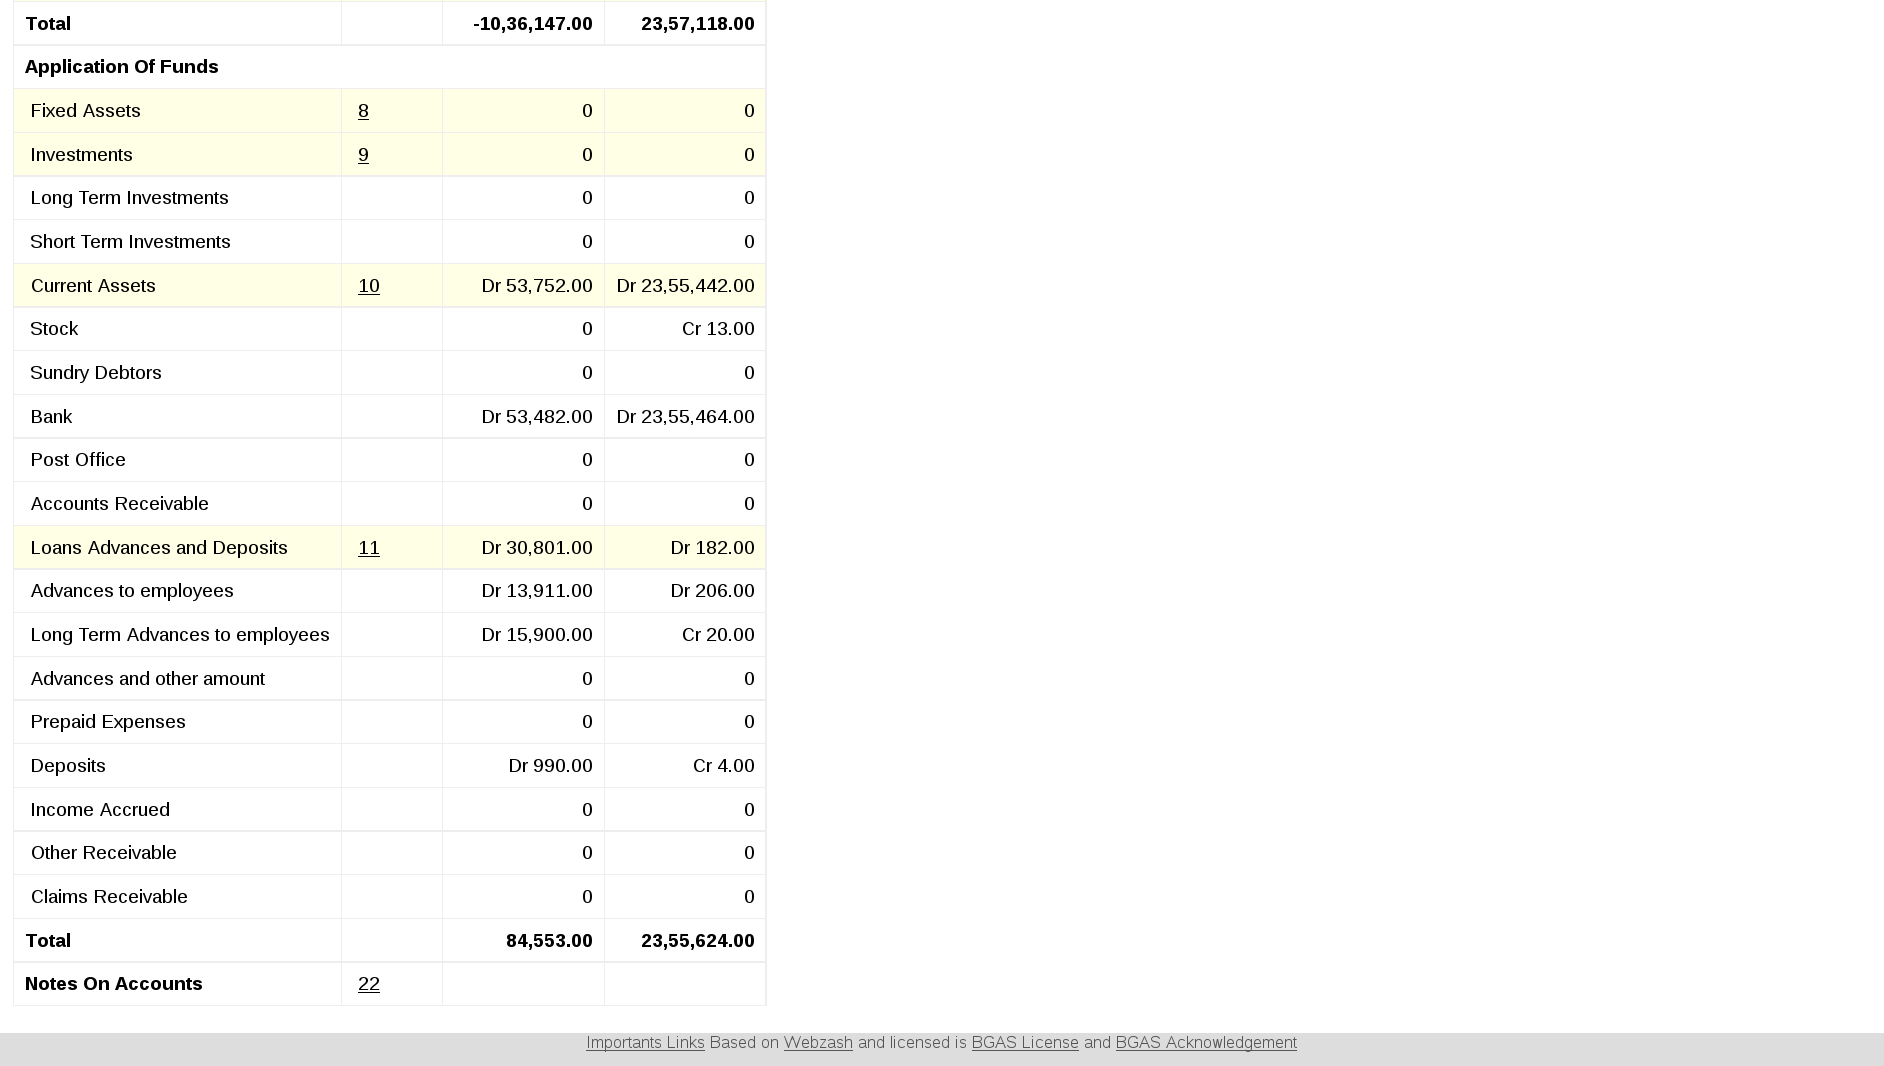 Total -10,36,147.00 23,57,118.00
Application Of Funds
Fixed Assets 8 0 0
Investments 9 0 0
Long Term Investments 0 0
Short Term Investments 0 0
Current Assets 10 Dr 53,752.00 Dr 23,55,442.00
Stock 0 Cr 13.00
Sundry Debtors 0 0
Bank Dr 53,482.00 Dr 23,55,464.00
Post Office 0 0
Accounts Receivable 0 0
Loans Advances and Deposits 11 Dr 30,801.00 Dr 182.00
Advances to employees Dr 13,911.00 Dr 206.00
Long Term Advances to employees Dr 15,900.00 Cr 20.00
Advances and other amount 0 0
Prepaid Expenses 0 0
Deposits Dr 990.00 Cr 4.00
Income Accrued 0 0
Other Receivable 0 0
Claims Receivable 0 0
Total 84,553.00 23,55,624.00
Notes On Accounts 22
Importants Links Based on Webzash and licensed is BGAS License and BGAS Acknowledgement